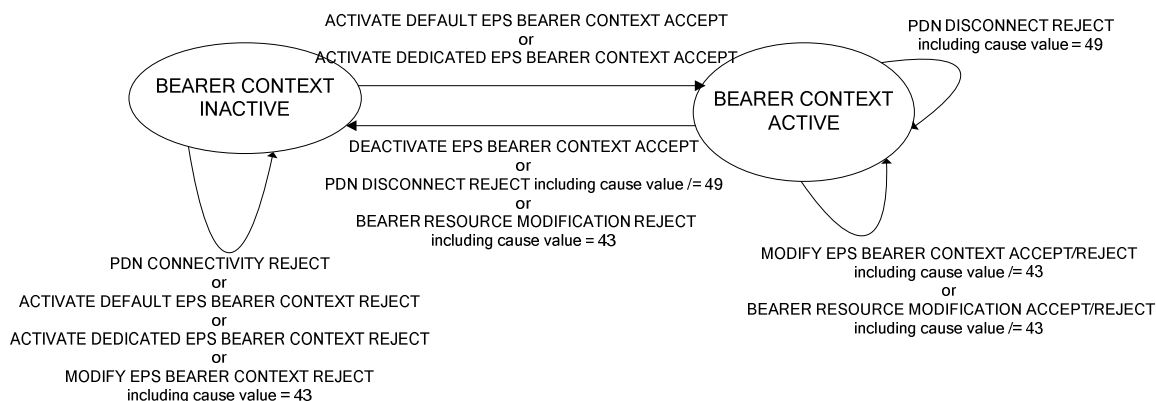 ACTIVATE DEFAULT EPS BEARER CONTEXT ACCEPT
or
ACTIVATE DEDICATED EPS BEARER CONTEXT ACCEPT
PDN DISCONNECT REJECT
including cause value = 49
BEARER CONTEXT
INACTIVE
BEARER CONTEXT
ACTIVE
DEACTIVATE EPS BEARER CONTEXT ACCEPT
or
PDN DISCONNECT REJECT including cause value /= 49
or
BEARER RESOURCE MODIFICATION REJECT
including cause value = 43
PDN CONNECTIVITY REJECT
or
ACTIVATE DEFAULT EPS BEARER CONTEXT REJECT
or
ACTIVATE DEDICATED EPS BEARER CONTEXT REJECT
or
MODIFY EPS BEARER CONTEXT REJECT
including cause value = 43
MODIFY EPS BEARER CONTEXT ACCEPT/REJECT
including cause value /= 43
or
BEARER RESOURCE MODIFICATION ACCEPT/REJECT
including cause value /= 43